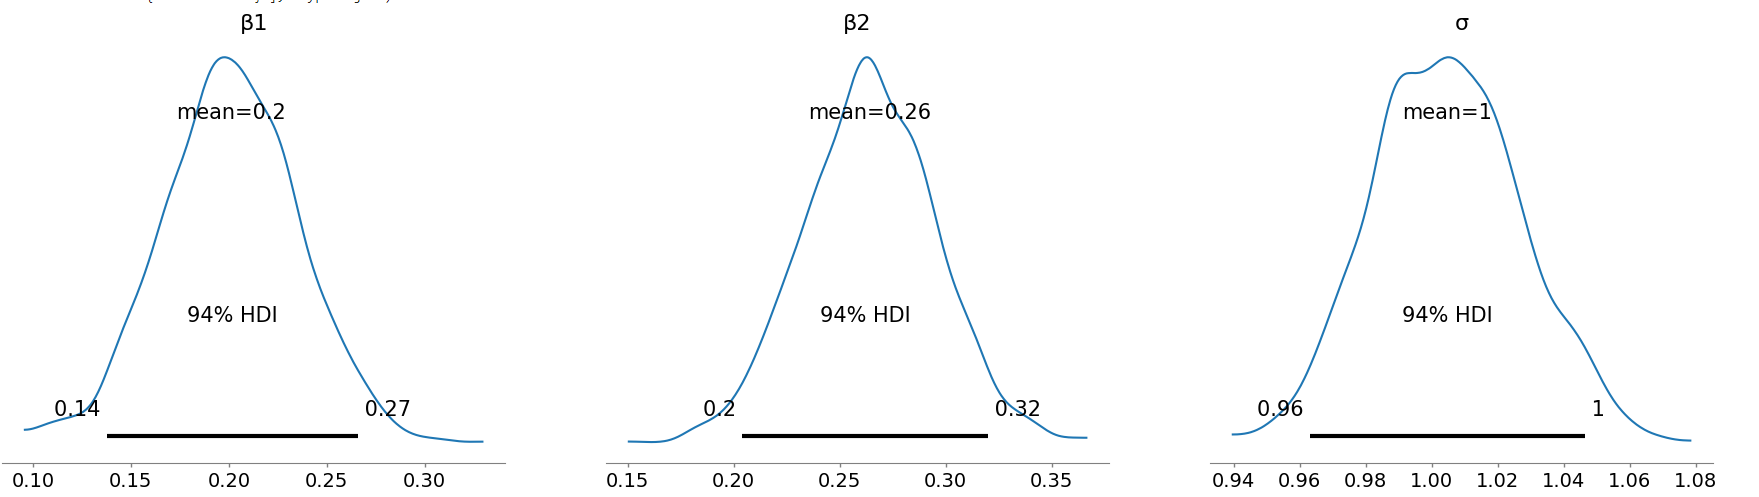 β1
β2
σ
mean=0.2
mean=0.26
mean=1
94% HDI
94% HDI
94% HDI
0.14
0.27
0.2
0.32
0.96
1
0.10 0.15 0.20 0.25 0.30
0.15 0.20 0.25 0.30 0.35
0.94 0.96 0.98 1.00 1.02 1.04 1.06 1.08